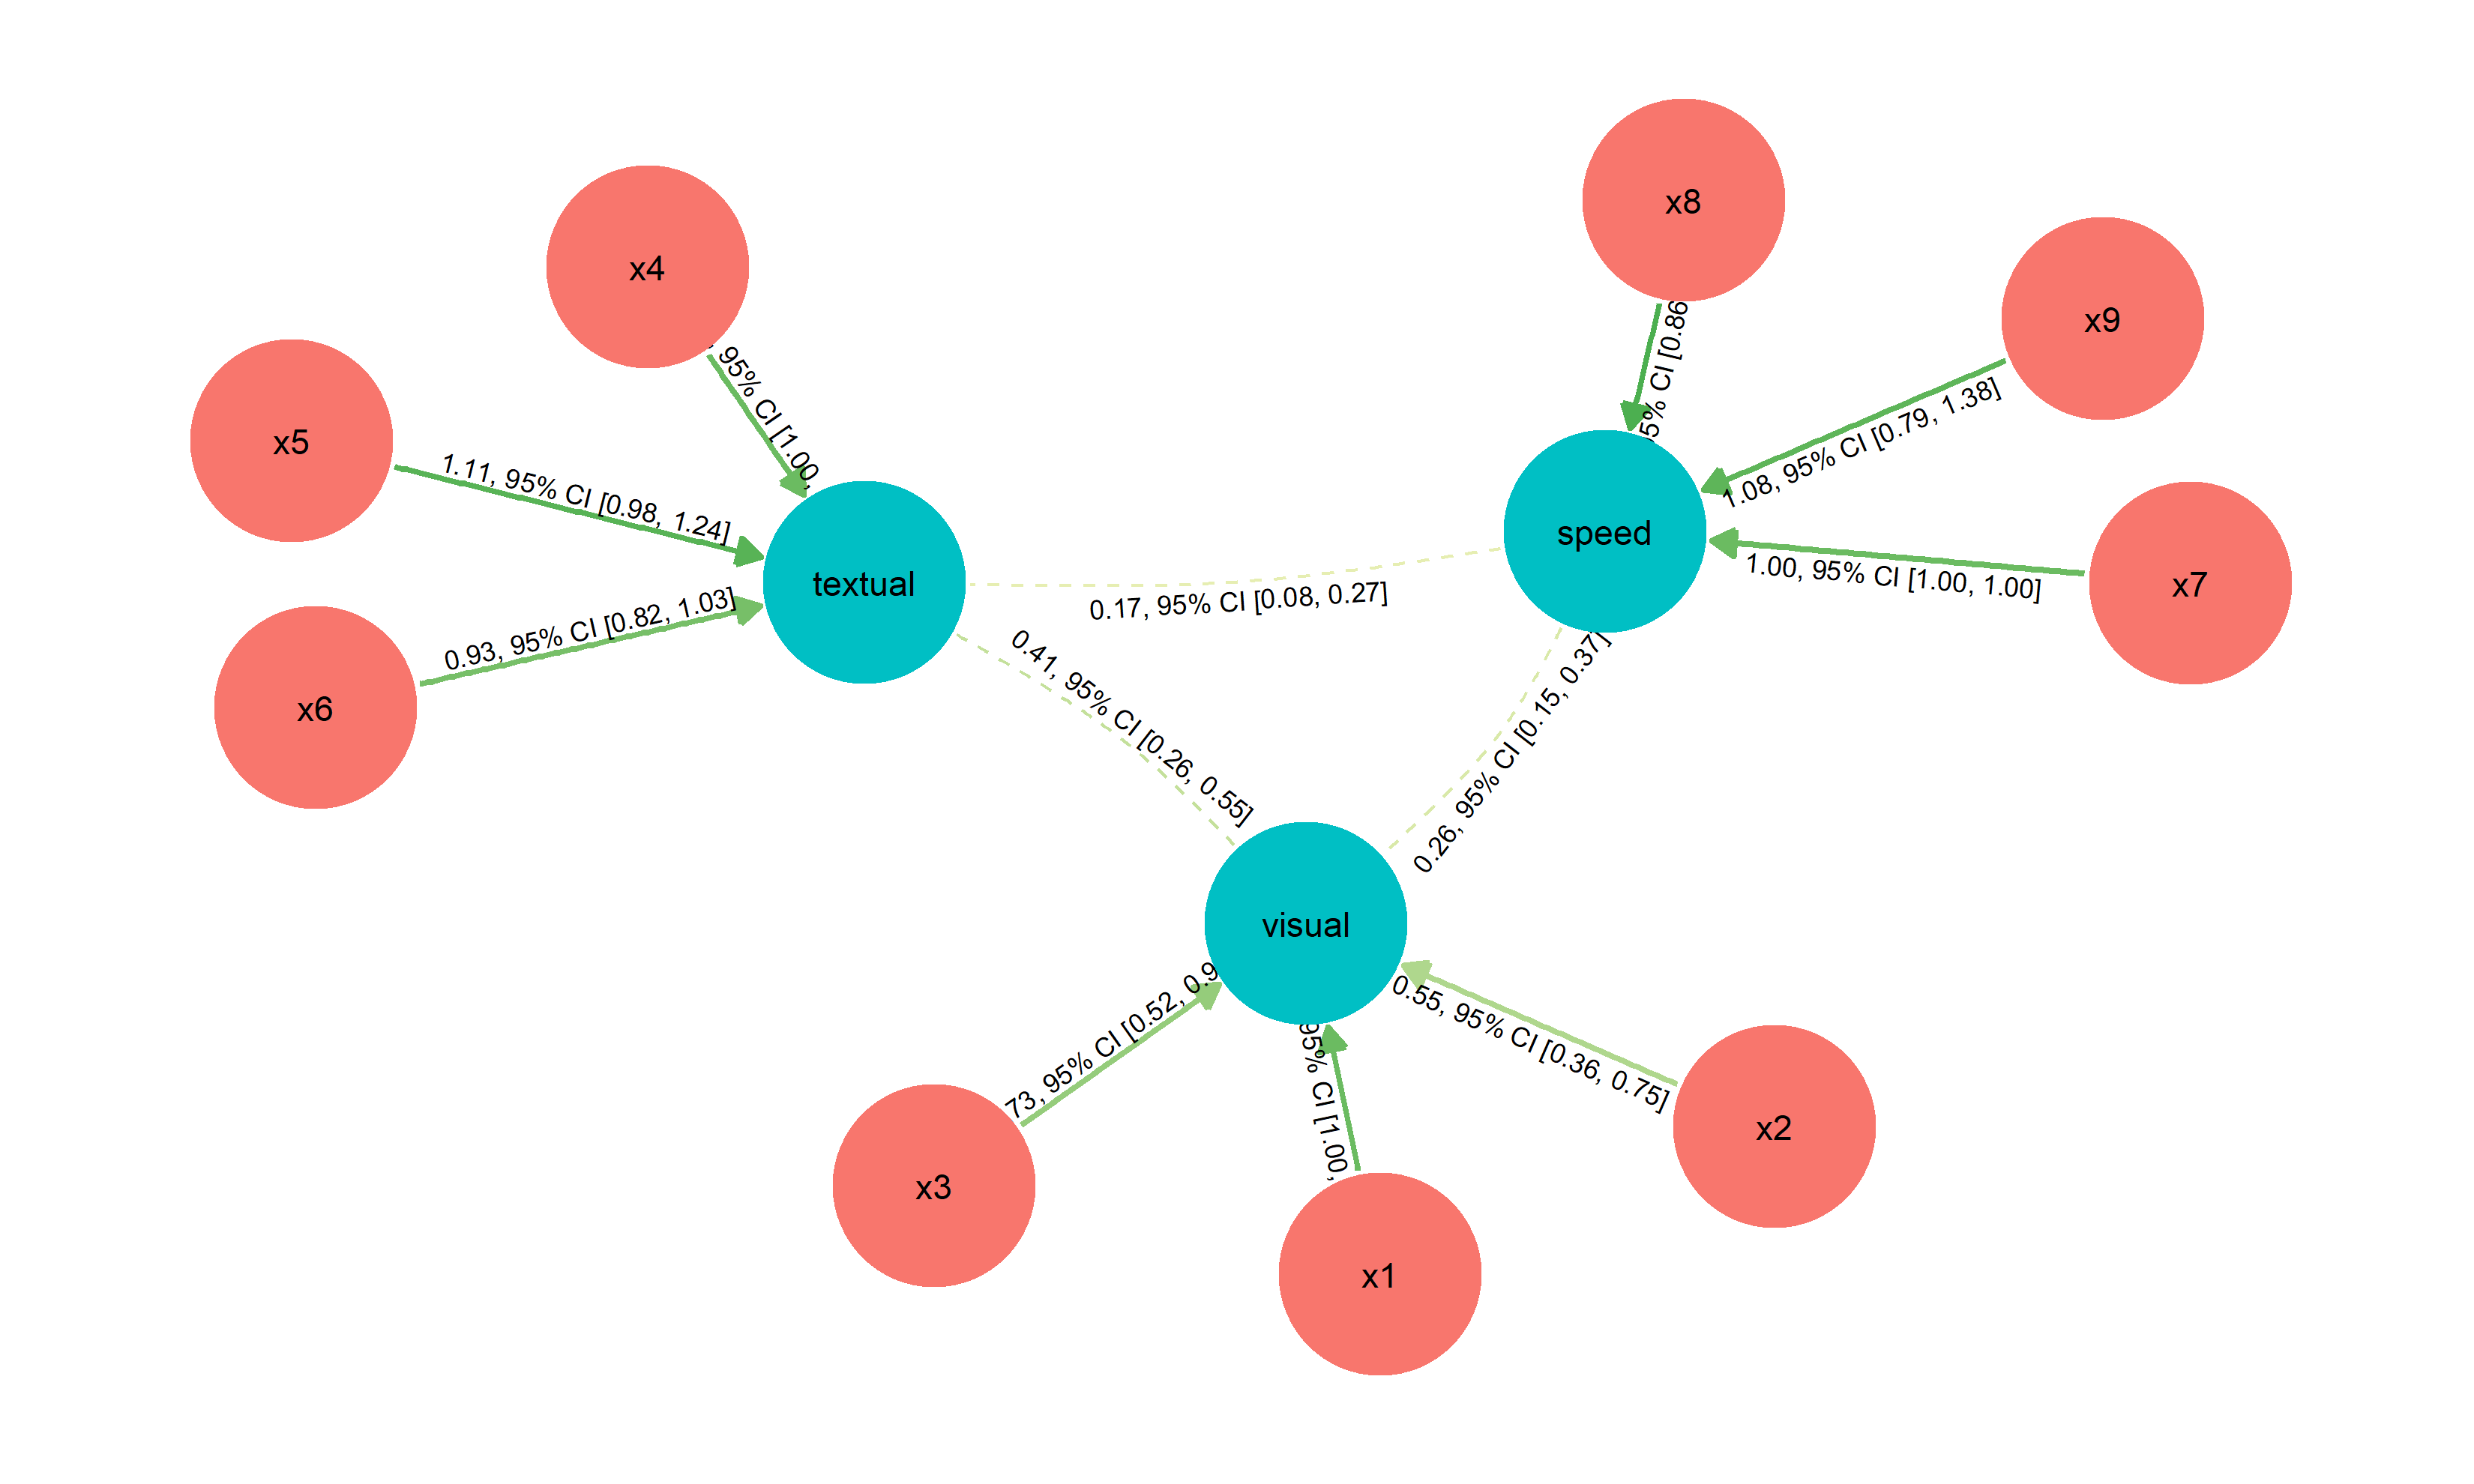 x8
x4
x9
, 95% CI [1.00,
5% CI [0.86
x5
1.11, 95% CI [0.98, 1.24]
1.08, 95% CI [0.79, 1.38]
speed
textual
1.00, 95% CI [1.00, 1.00]
x7
0.17, 95% CI [0.08, 0.27]
0.93, 95% CI [0.82, 1.03]
x6
0.41, 95% CI [0.26, 0.55]
0.26, 95% CI [0.15, 0.37]
visual
73, 95% CI [0.52, 0.9
95% CI [1.00,
0.55, 95% CI [0.36, 0.75]
x2
x3
x1